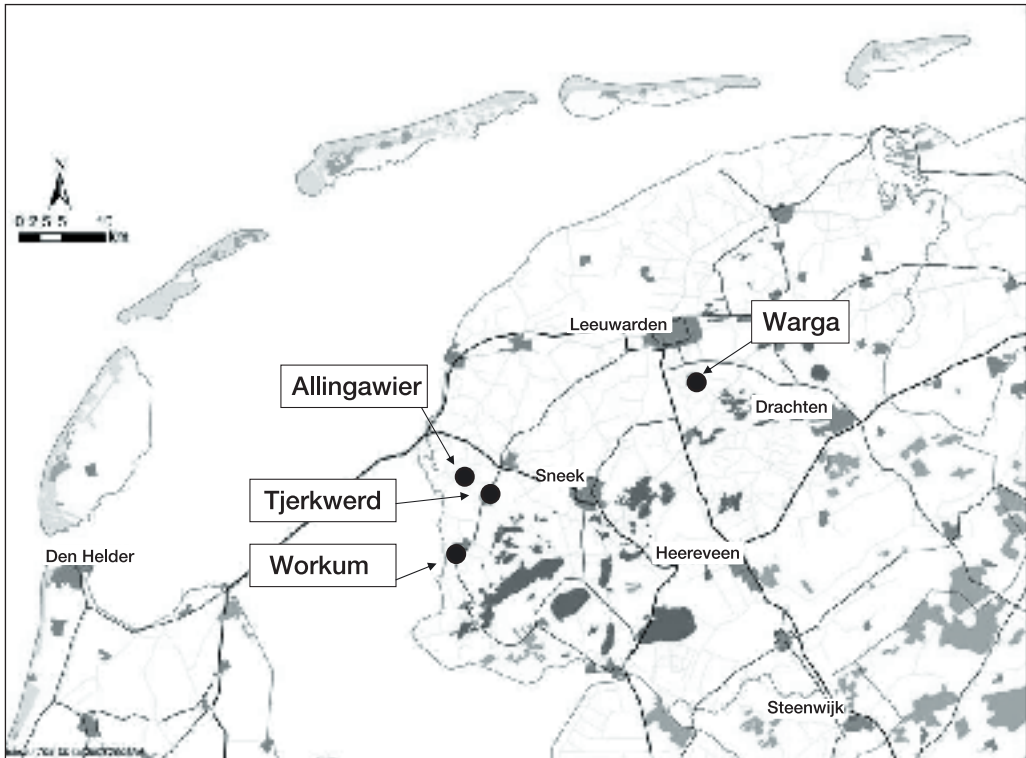 N
km
Leeuwarden
Warga
Allingawier
Drachten
Sneek
Tjerkwerd
Workum
Heereveen
Den Helder
Steenwijk